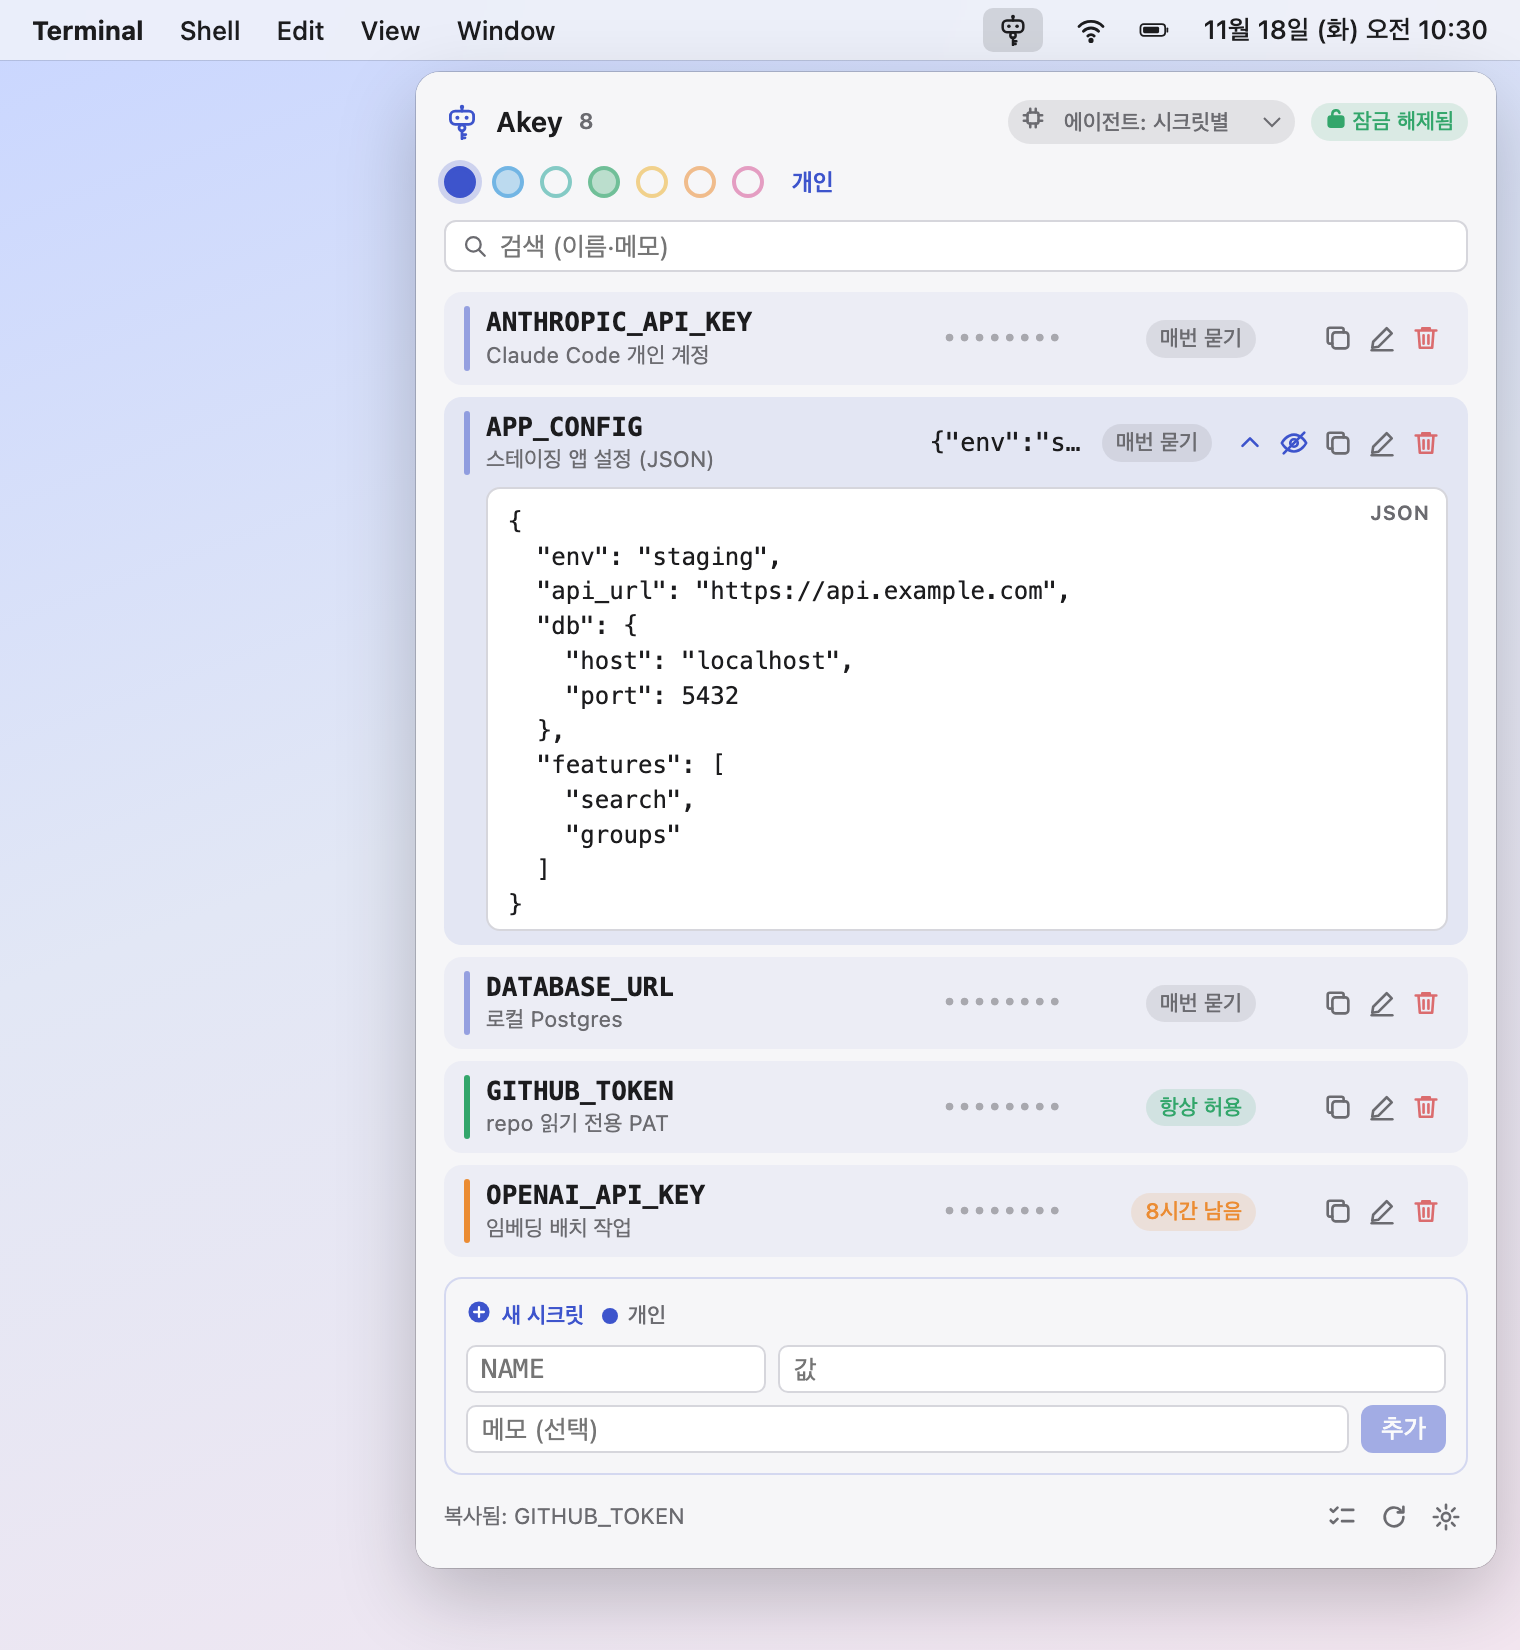 Terminal Shell Edit View Window 11월 18일 (화) 오전 10:30
Akey 8 에이전트: 시크릿별 잠금 해제됨
개인
검색 (이름·메모)
ANTHROPIC_API_KEY
Claude Code 개인 계정
•••••••• 매번 묻기
APP_CONFIG
스테이징 앱 설정 (JSON)
{"env":"s… 매번 묻기
JSON
{
  "env": "staging",
  "api_url": "https://api.example.com",
  "db": {
    "host": "localhost",
    "port": 5432
  },
  "features": [
    "search",
    "groups"
  ]
}
DATABASE_URL
로컬 Postgres
•••••••• 매번 묻기
GITHUB_TOKEN
repo 읽기 전용 PAT
•••••••• 항상 허용
OPENAI_API_KEY
임베딩 배치 작업
•••••••• 8시간 남음
새 시크릿 개인
NAME 값
메모 (선택) 추가
복사됨: GITHUB_TOKEN